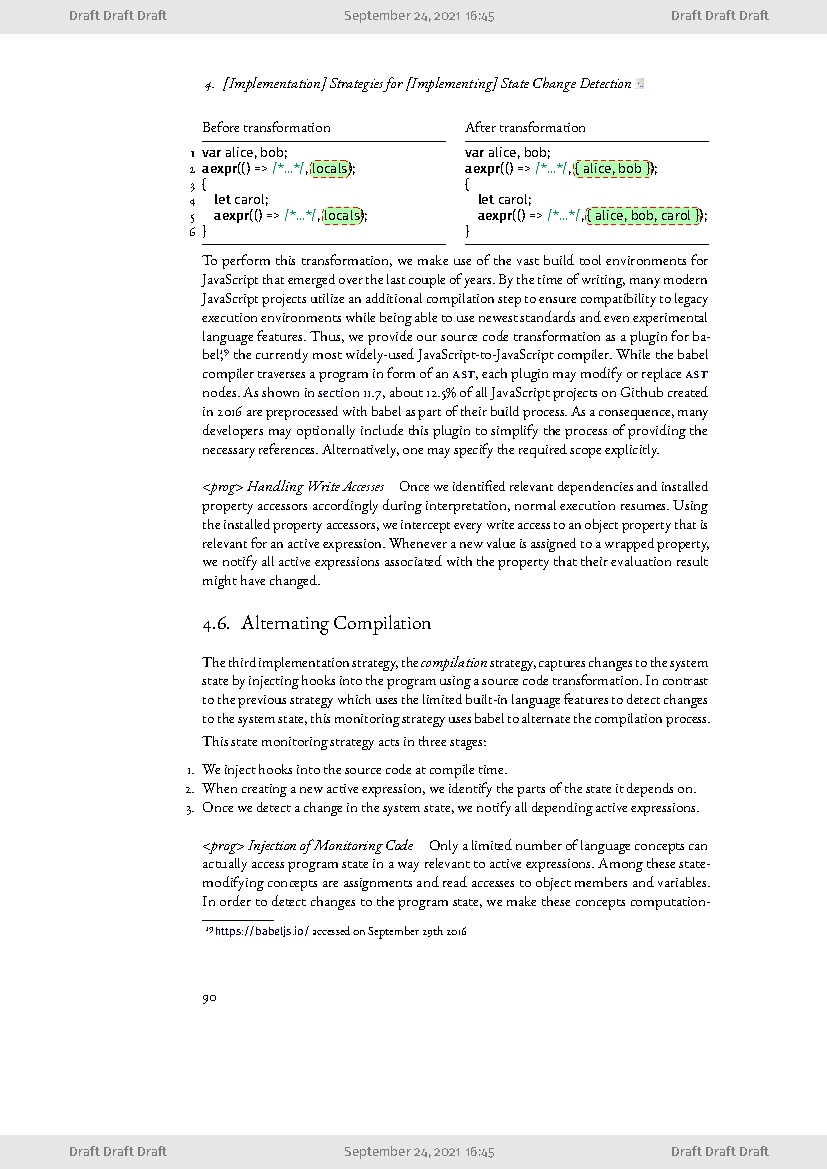 Draft Draft Draft September 24, 2021 16:45 Draft Draft Draft
4. [Implementation] Strategies for [Implementing] State Change Detection
Before transformation After transformation
1 var alice, bob; var alice, bob;
2 aexpr(() => /*...*/, locals); aexpr(() => /*...*/, { alice, bob });
3 { {
4 let carol; let carol;
5 aexpr(() => /*...*/, locals); aexpr(() => /*...*/, { alice, bob, carol });
6 } }
To perform this transformation, we make use of the vast build tool environments for
JavaScript that emerged over the last couple of years. By the time of writing, many modern
JavaScript projects utilize an additional compilation step to ensure compatibility to legacy
execution environments while being able to use newest standards and even experimental
language features. Thus, we provide our source code transformation as a plugin for ba-
bel,19 the currently most widely-used JavaScript-to-JavaScript compiler. While the babel
compiler traverses a program in form of an AST, each plugin may modify or replace AST
nodes. As shown in section 11.7, about 12.5% of all JavaScript projects on Github created
in 2016 are preprocessed with babel as part of their build process. As a consequence, many
developers may optionally include this plugin to simplify the process of providing the
necessary references. Alternatively, one may specify the required scope explicitly.
<prog> Handling Write Accesses Once we identified relevant dependencies and installed
property accessors accordingly during interpretation, normal execution resumes. Using
the installed property accessors, we intercept every write access to an object property that is
relevant for an active expression. Whenever a new value is assigned to a wrapped property,
we notify all active expressions associated with the property that their evaluation result
might have changed.
4.6. Alternating Compilation
The third implementation strategy, the compilation strategy, captures changes to the system
state by injecting hooks into the program using a source code transformation. In contrast
to the previous strategy which uses the limited built-in language features to detect changes
to the system state, this monitoring strategy uses babel to alternate the compilation process.
This state monitoring strategy acts in three stages:
1. We inject hooks into the source code at compile time.
2. When creating a new active expression, we identify the parts of the state it depends on.
3. Once we detect a change in the system state, we notify all depending active expressions.
<prog> Injection of Monitoring Code Only a limited number of language concepts can
actually access program state in a way relevant to active expressions. Among these state-
modifying concepts are assignments and read accesses to object members and variables.
In order to detect changes to the program state, we make these concepts computation-
19 https://babeljs.io/ accessed on September 29th 2016
90
Draft Draft Draft September 24, 2021 16:45 Draft Draft Draft